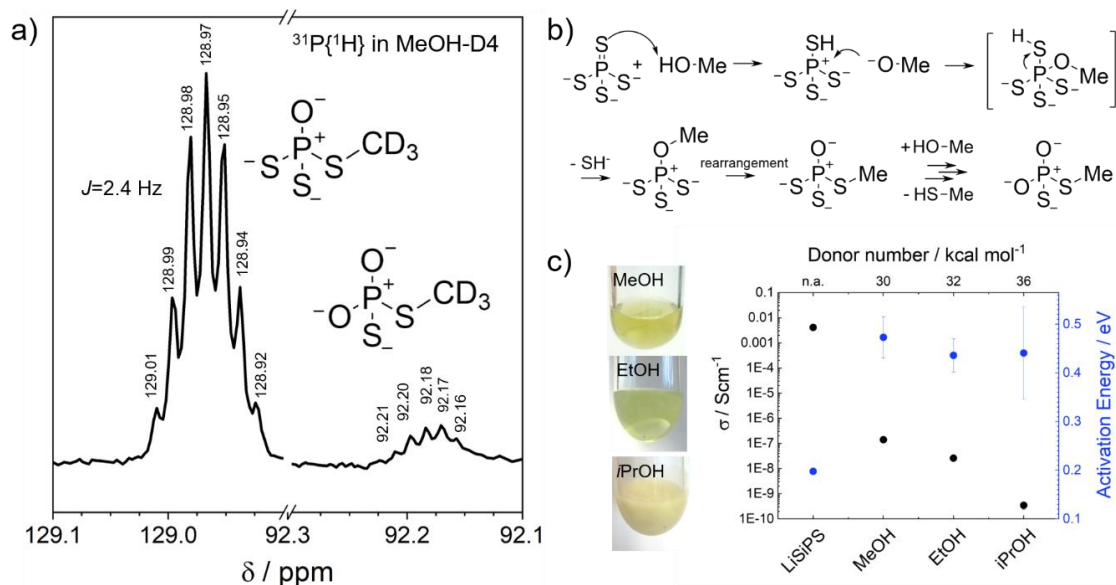 a)
³¹P{¹H} in MeOH-D4
128.97
128.98
128.95
128.99
128.94
129.01
128.92
J=2.4 Hz
O⁻
⁻S P⁺ S CD₃
S⁻
O⁻
⁻O P⁺ S CD₃
S⁻
92.21
92.20
92.18
92.17
92.16
129.1 129.0 92.3 92.2 92.1
δ / ppm
b)
S
⁻S P S⁻ + HO-Me
S⁻
SH
⁻S P⁺ S⁻ ⁻O-Me
S⁻
H S
⁻S P O Me S⁻
S⁻
- SH⁻
O Me
⁻S P⁺ S⁻
S⁻
rearrangement
O⁻
⁻S P⁺ S Me
S⁻
+HO-Me
- HS-Me
O⁻
⁻O P⁺ S Me
S⁻
c)
MeOH
EtOH
iPrOH
Donor number / kcal mol⁻¹
n.a. 30 32 36
0.1
0.01
0.001
1E-4
1E-5
1E-6
1E-7
1E-8
1E-9
1E-10
σ / Scm⁻¹
0.5
0.4
0.3
0.2
0.1
Activation Energy / eV
LiSiPS
MeOH
EtOH
iPrOH